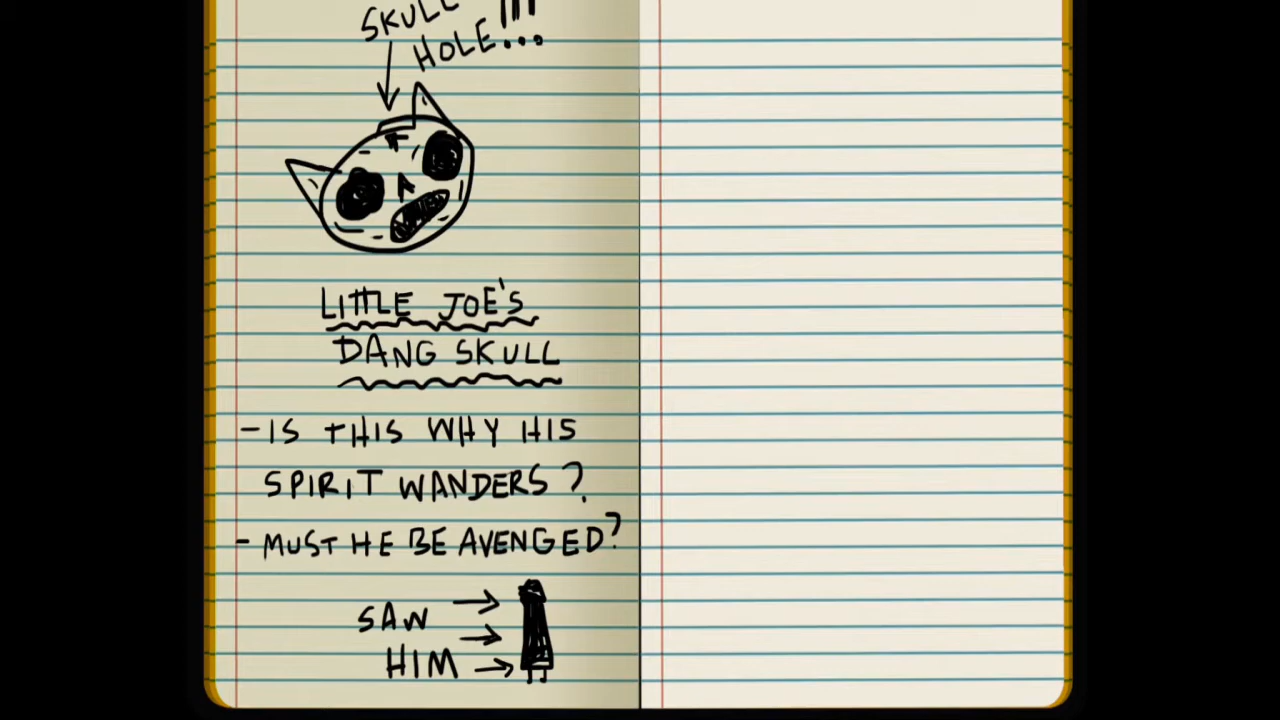 SKULL
HOLE!!!...
LITTLE JOE'S
DANG SKULL
-IS THIS WHY HIS
SPIRIT WANDERS?
-MUST HE BE AVENGED?
SAW
HIM